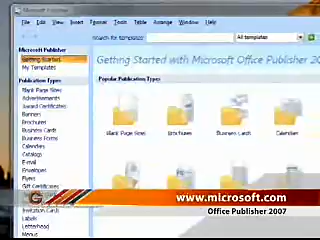 Microsoft Publisher
File Edit View Insert Format Tools Table Arrange Window Help
Search for templates: All templates
Microsoft Publisher
Getting Started
My Templates
Publication Types
Blank Page Sizes
Advertisements
Award Certificates
Banners
Brochures
Business Cards
Business Forms
Calendars
Catalogs
E-mail
Envelopes
Flyers
Gift Certificates
Invitation Cards
Labels
Letterhead
Getting Started with Microsoft Office Publisher 20
Popular Publication Types
Blank Page Sizes Brochures Business Cards Calendars
www.microsoft.com
Office Publisher 2007